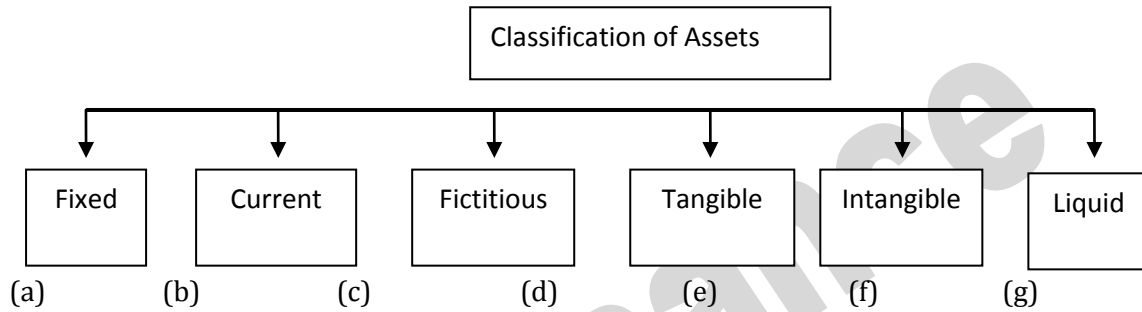 Classification of Assets
Fixed Current Fictitious Tangible Intangible Liquid
(a) (b) (c) (d) (e) (f) (g)